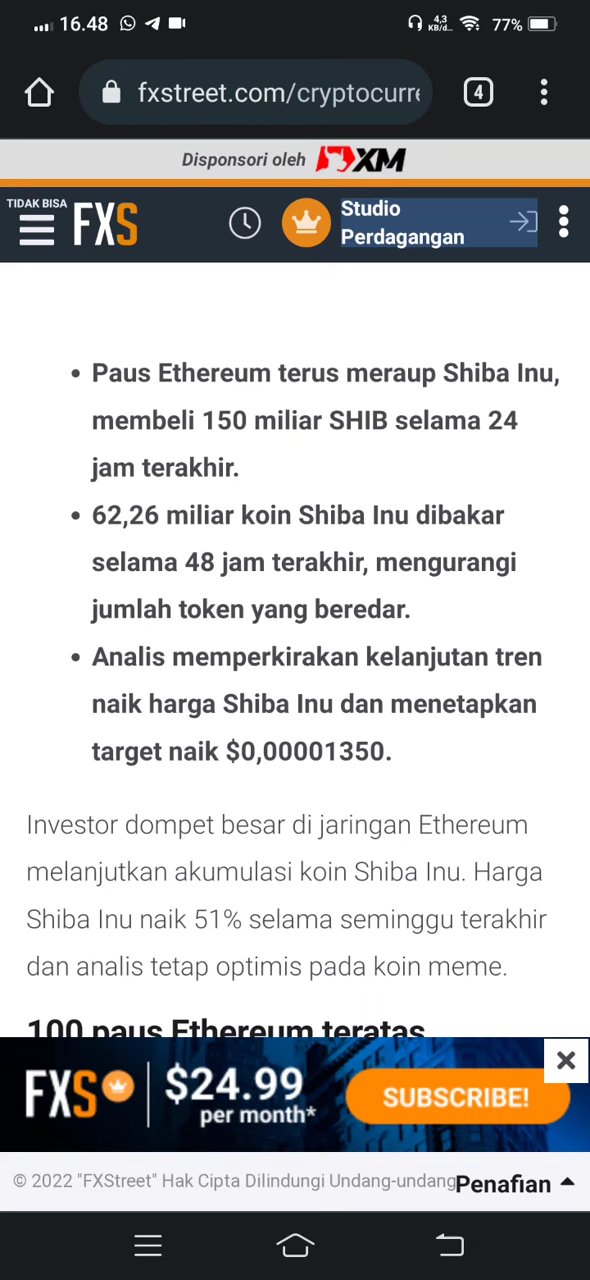 16.48
4,3
KB/d...
77%
fxstreet.com/cryptocurre
4
Disponsori oleh XM
TIDAK BISA
FXS
Studio
Perdagangan
• Paus Ethereum terus meraup Shiba Inu,
membeli 150 miliar SHIB selama 24
jam terakhir.
• 62,26 miliar koin Shiba Inu dibakar
selama 48 jam terakhir, mengurangi
jumlah token yang beredar.
• Analis memperkirakan kelanjutan tren
naik harga Shiba Inu dan menetapkan
target naik $0,00001350.
Investor dompet besar di jaringan Ethereum
melanjutkan akumulasi koin Shiba Inu. Harga
Shiba Inu naik 51% selama seminggu terakhir
dan analis tetap optimis pada koin meme.
100 paus Ethereum teratas
FXS
$24.99
per month*
SUBSCRIBE!
© 2022 "FXStreet" Hak Cipta Dilindungi Undang-undang
Penafian